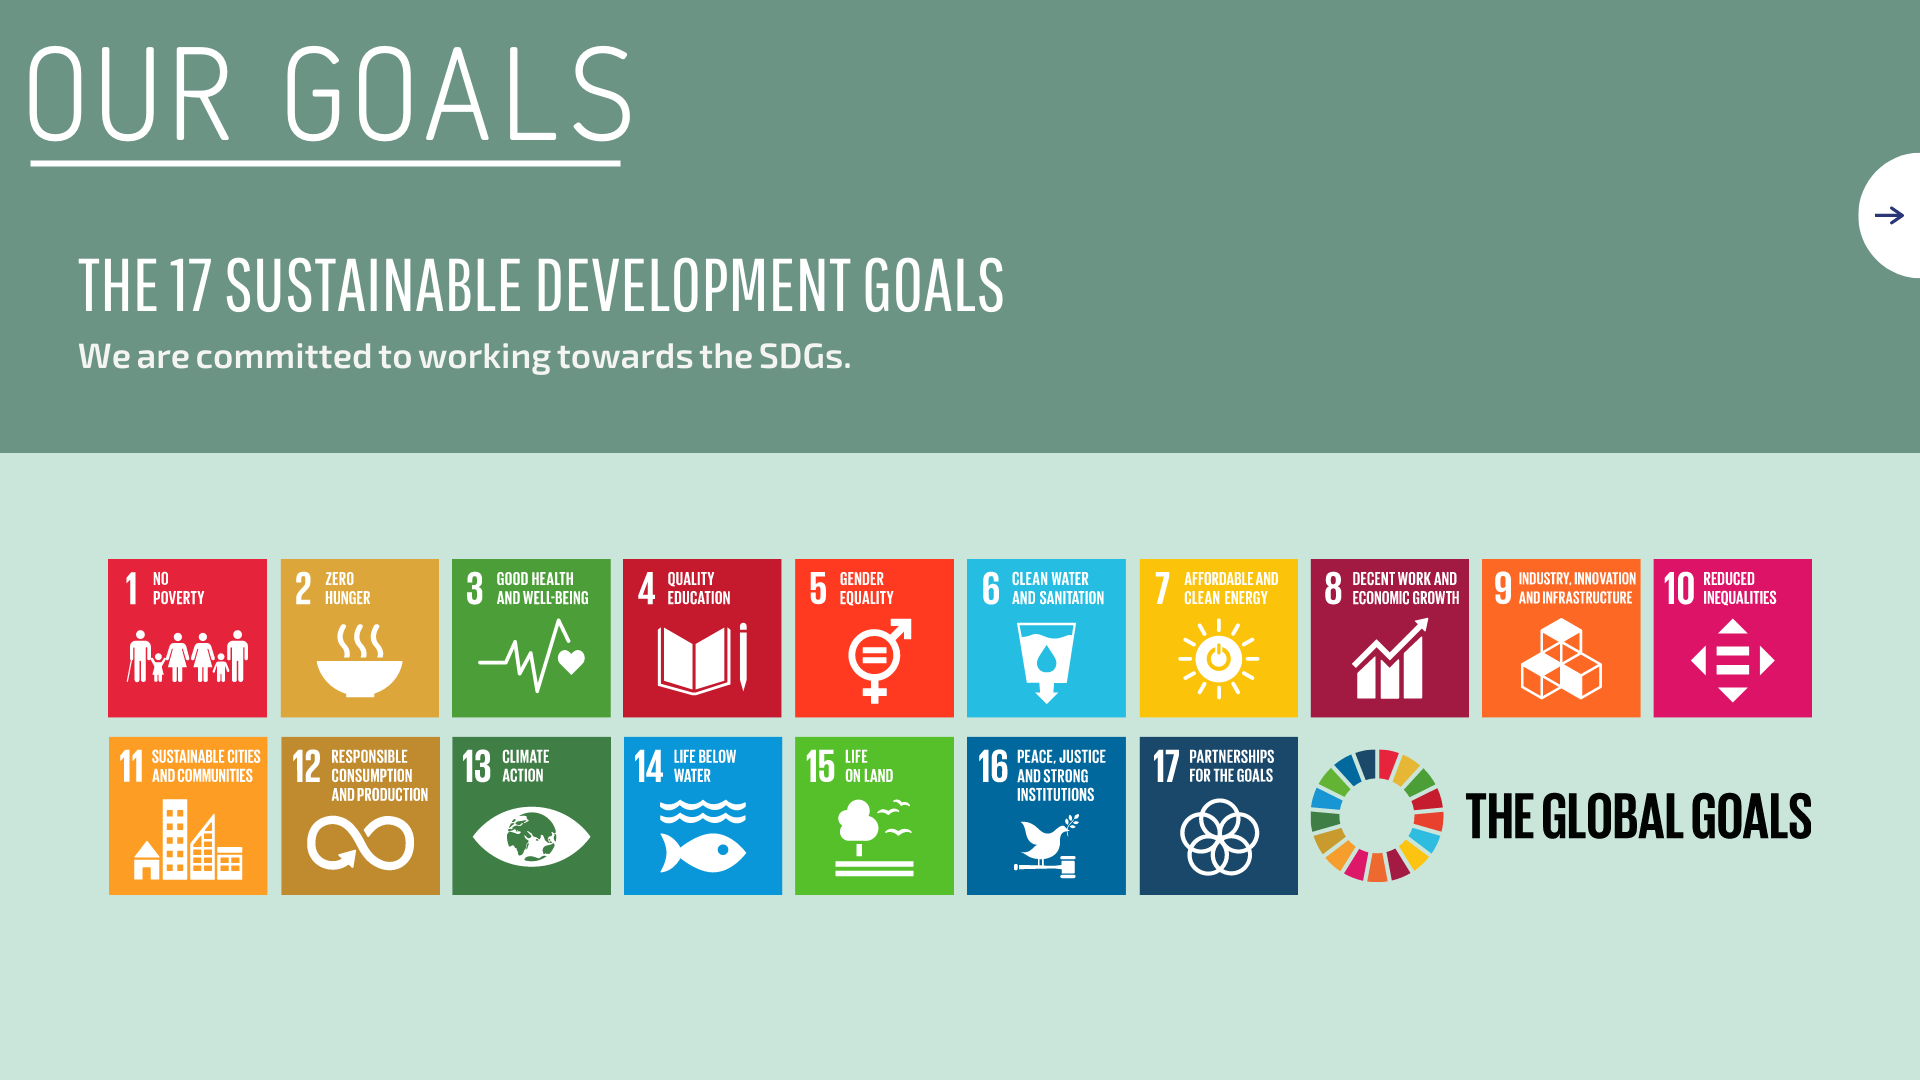 OUR GOALS
THE 17 SUSTAINABLE DEVELOPMENT GOALS
We are committed to working towards the SDGs.
1 NO
POVERTY
2 ZERO
HUNGER
3 GOOD HEALTH
AND WELL-BEING
4 QUALITY
EDUCATION
5 GENDER
EQUALITY
6 CLEAN WATER
AND SANITATION
7 AFFORDABLE AND
CLEAN ENERGY
8 DECENT WORK AND
ECONOMIC GROWTH
9 INDUSTRY, INNOVATION
AND INFRASTRUCTURE
10 REDUCED
INEQUALITIES
11 SUSTAINABLE CITIES
AND COMMUNITIES
12 RESPONSIBLE
CONSUMPTION
AND PRODUCTION
13 CLIMATE
ACTION
14 LIFE BELOW
WATER
15 LIFE
ON LAND
16 PEACE, JUSTICE
AND STRONG
INSTITUTIONS
17 PARTNERSHIPS
FOR THE GOALS
THE GLOBAL GOALS